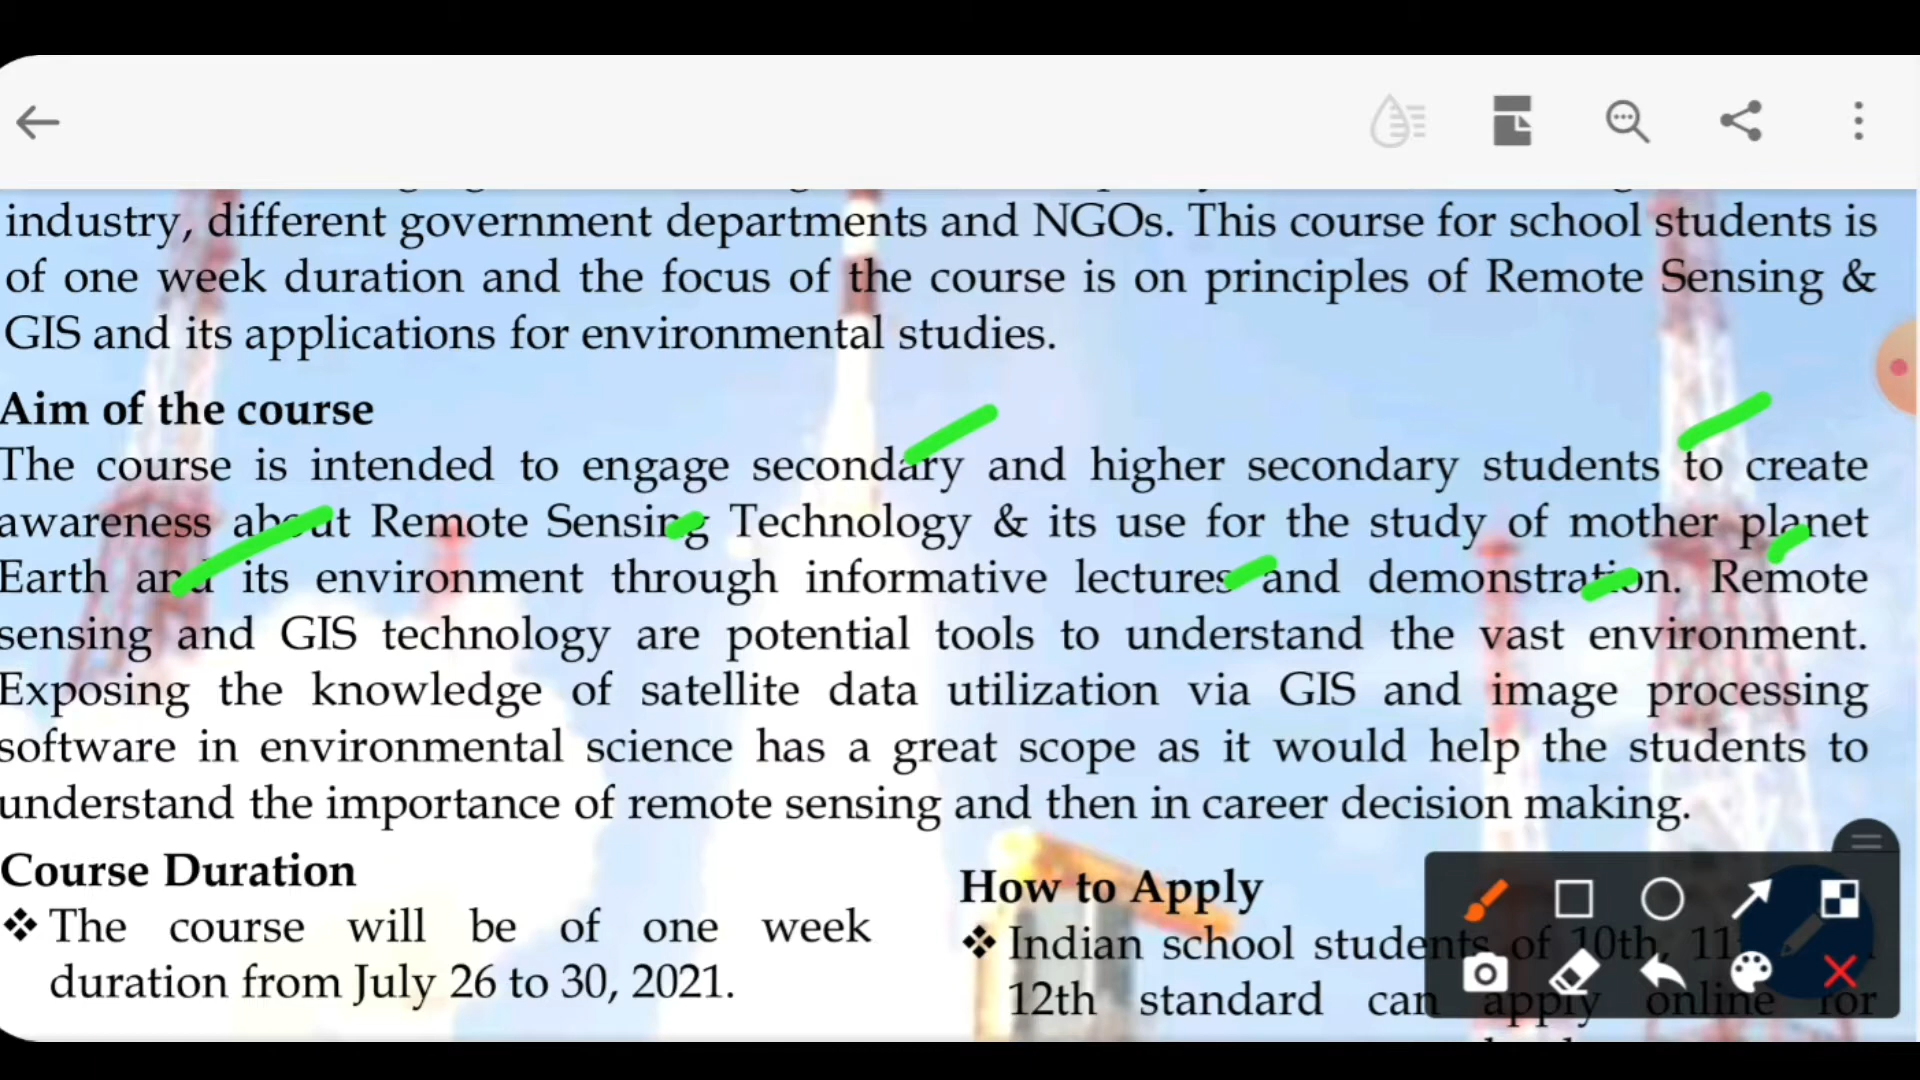 industry, different government departments and NGOs. This course for school students is
of one week duration and the focus of the course is on principles of Remote Sensing &
GIS and its applications for environmental studies.
Aim of the course
The course is intended to engage secondary and higher secondary students to create
awareness about Remote Sensing Technology & its use for the study of mother planet
Earth and its environment through informative lectures and demonstration. Remote
sensing and GIS technology are potential tools to understand the vast environment.
Exposing the knowledge of satellite data utilization via GIS and image processing
software in environmental science has a great scope as it would help the students to
understand the importance of remote sensing and then in career decision making.
Course Duration
❖ The course will be of one week
duration from July 26 to 30, 2021.
How to Apply
❖ Indian school students of 10th,
12th standard can apply online for